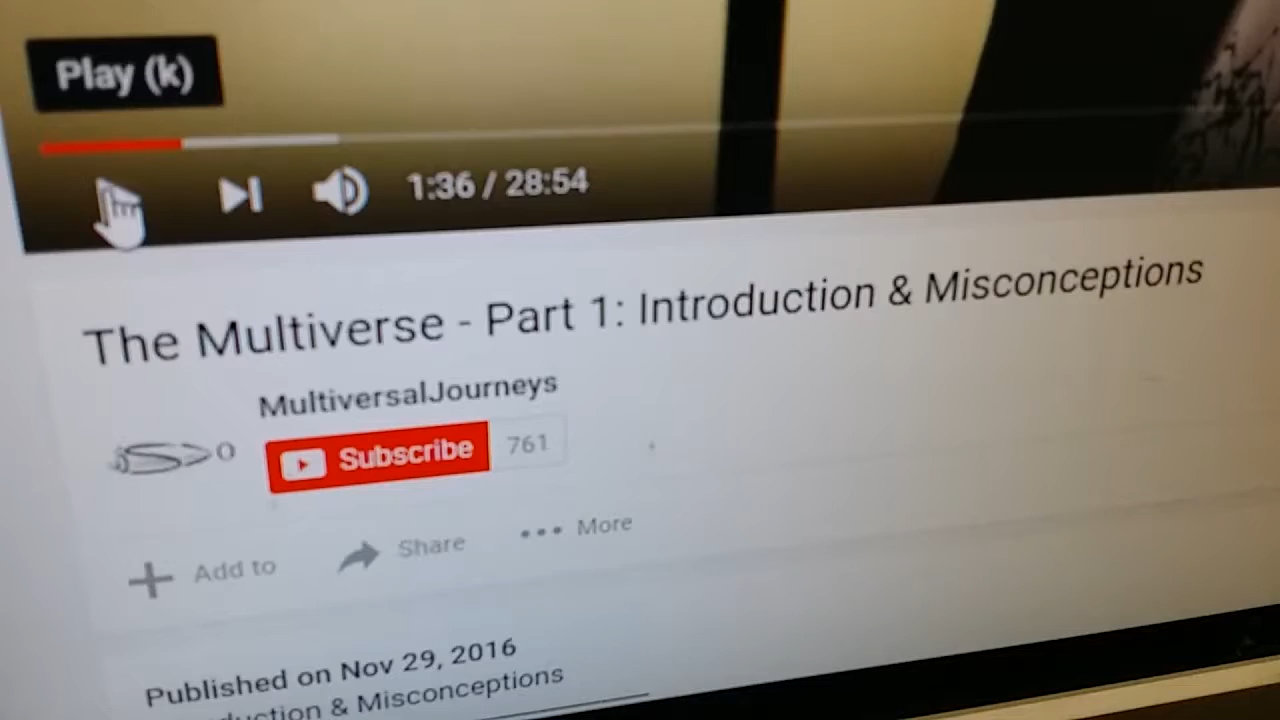 Play (k)
1:36 / 28:54
The Multiverse - Part 1: Introduction & Misconceptions
MultiversalJourneys
Subscribe 761
Add to Share More
Published on Nov 29, 2016
& Misconceptions